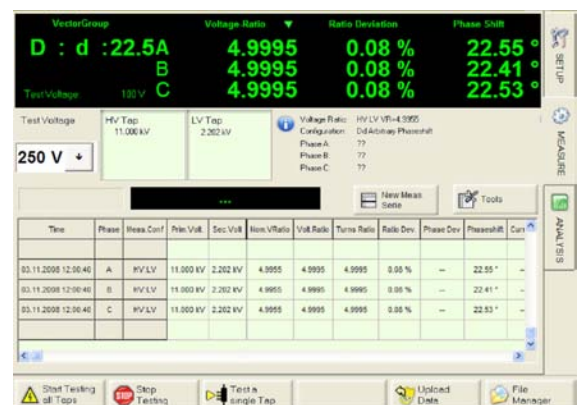 VectorGroup Voltage Ratio ▼ Ratio Deviation Phase Shift
D : d :22.5 A 4.9995 0.08 % 22.55 °
B 4.9995 0.08 % 22.41 °
Test Voltage 100 V C 4.9995 0.08 % 22.53 °
SETUP
MEASURE
ANALYSIS
Test Voltage
250 V
HV Tap
11.000 kV
LV Tap
2.202 kV
Voltage Ratio: HV:LV VR=4.9955
Configuration: Dd Arbitrary Phaseshift
Phase A: ??
Phase B: ??
Phase C: ??
...
New Meas
Serie
Tools
Time Phase Meas.Conf Prim.Volt. Sec.Volt Nom.VRatio Volt.Ratio Turns Ratio Ratio Dev. Phase Dev Phaseshift Curr
03.11.2008 12:00:40 A HV:LV 11.000 kV 2.202 kV 4.9955 4.9995 4.9995 0.08 % -- 22.55 ° --
03.11.2008 12:00:40 B HV:LV 11.000 kV 2.202 kV 4.9955 4.9995 4.9995 0.08 % -- 22.41 ° --
03.11.2008 12:00:40 C HV:LV 11.000 kV 2.202 kV 4.9955 4.9995 4.9995 0.08 % -- 22.53 ° --
Start Testing
all Taps
STOP
Stop
Testing
Test a
single Tap
Upload
Data
File
Manager